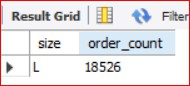 Result Grid Filter
size order_count
L 18526